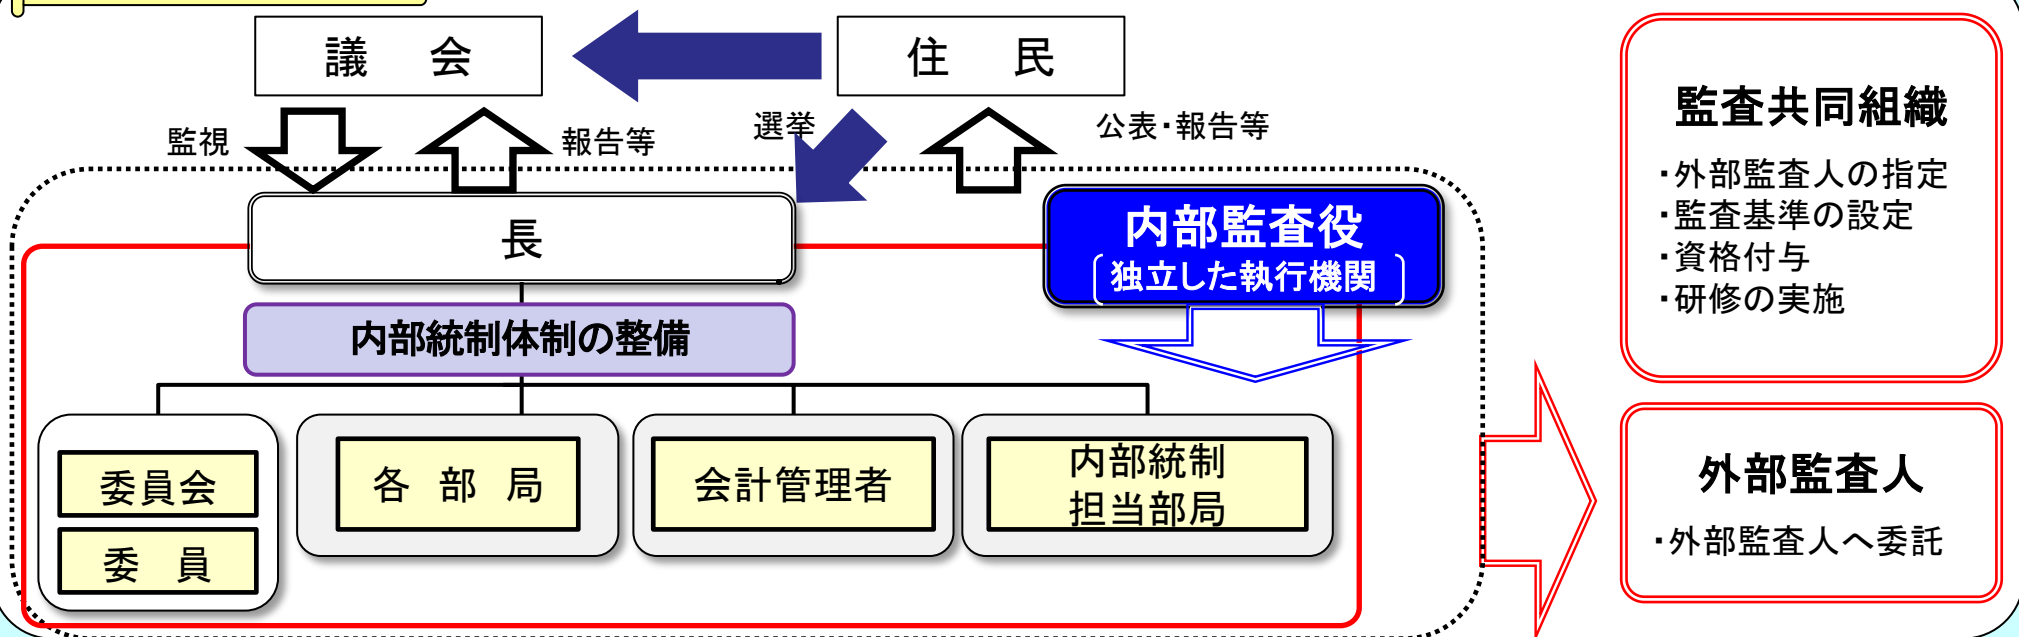 議　会
住　民
監視
報告等
選挙
公表・報告等
長
内部監査役
〔独立した執行機関〕
内部統制体制の整備
委員会
委　員
各　部　局
会計管理者
内部統制
担当部局
監査共同組織
・外部監査人の指定
・監査基準の設定
・資格付与
・研修の実施
外部監査人
・外部監査人へ委託